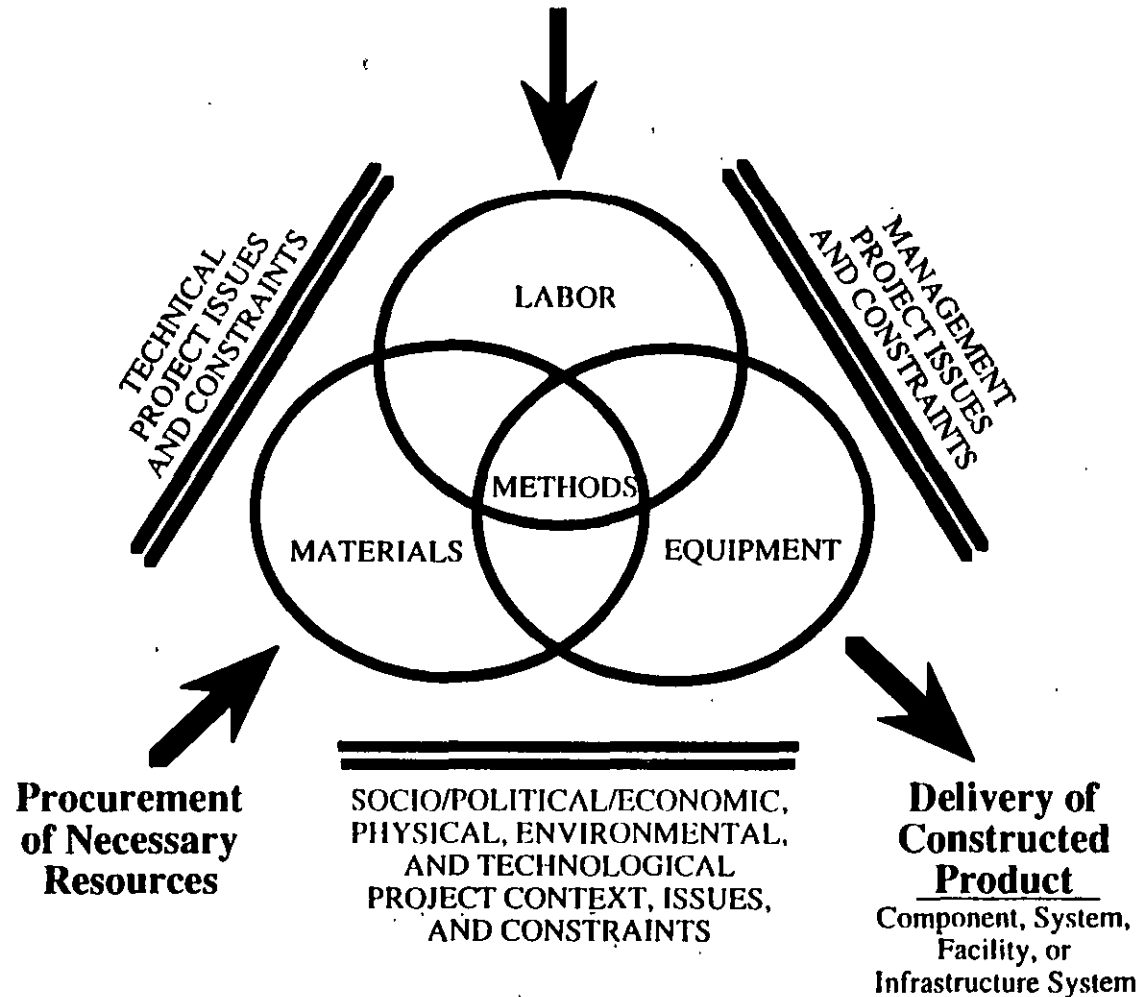 TECHNICAL
PROJECT ISSUES
AND CONSTRAINTS
MANAGEMENT
PROJECT ISSUES
AND CONSTRAINTS
LABOR
METHODS
MATERIALS
EQUIPMENT
Procurement
of Necessary
Resources
SOCIO/POLITICAL/ECONOMIC,
PHYSICAL, ENVIRONMENTAL,
AND TECHNOLOGICAL
PROJECT CONTEXT, ISSUES,
AND CONSTRAINTS
Delivery of
Constructed
Product
Component, System,
Facility, or
Infrastructure System